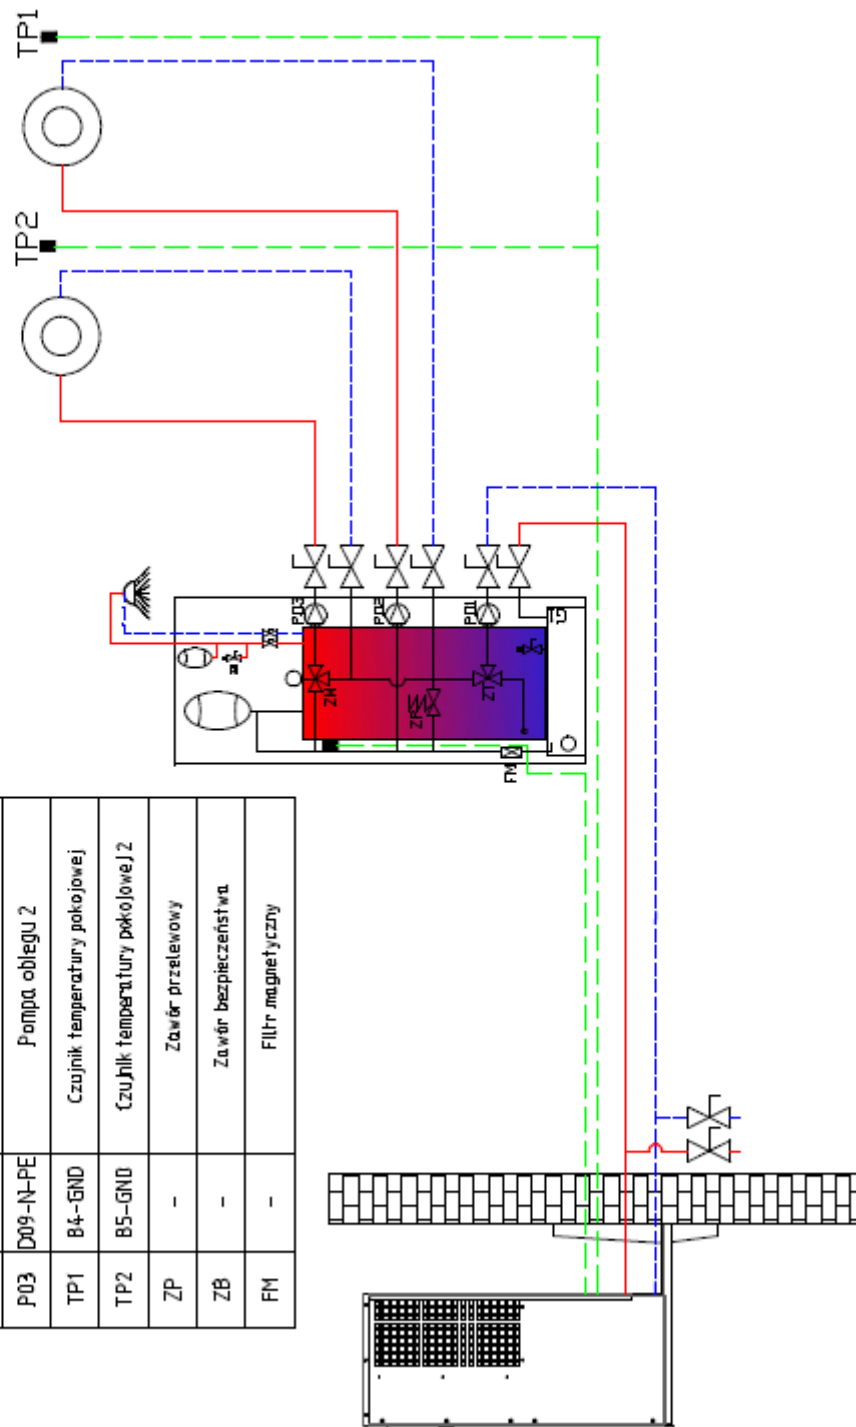 TP1
TP2
P03
P02
P01
ZM
ZP
ZT
FM
P03 D09-N-PE Pompa obiegu 2
TP1 B4-GND Czujnik temperatury pokojowej
TP2 B5-GND Czujnik temperatury pokojowej 2
ZP - Zawór przelewowy
ZB - Zawór bezpieczeństwa
FM - Filtr magnetyczny